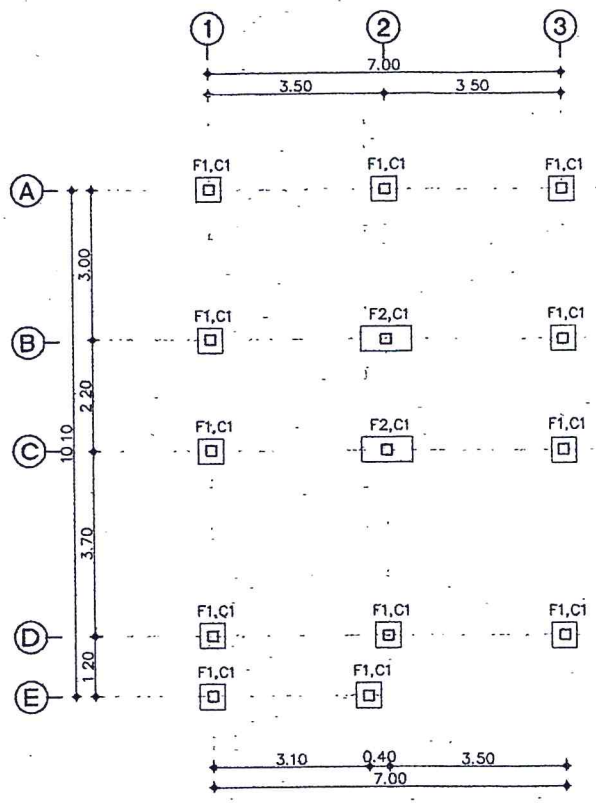 1 2 3
7.00
3.50 3 50
F1,C1 F1,C1 F1,C1
A
3.00
F1,C1 F2,C1 F1,C1
B
2 20
10 10
F1,C1 F2,C1 F1,C1
C
3.70
F1,C1 F1,C1 F1,C1
D
1 20
F1,C1 F1,C1
E
3.10 0.40 3.50
7.00